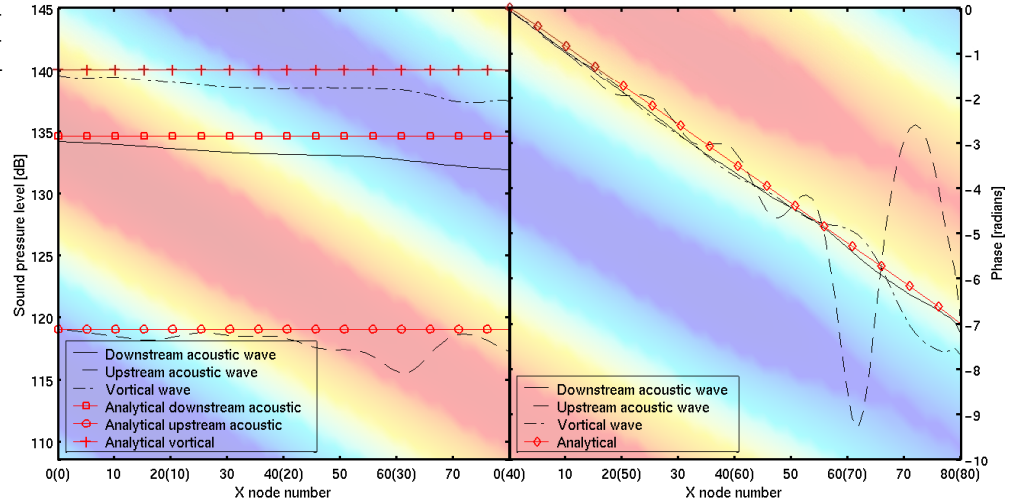 145
140
135
130
125
120
115
110
Sound pressure level [dB]
Downstream acoustic wave
Upstream acoustic wave
Vortical wave
Analytical downstream acoustic
Analytical upstream acoustic
Analytical vortical
0(0) 10 20(10) 30 40(20) 50 60(30) 70 0(40
X node number
0
−1
−2
−3
−4
−5
−6
−7
−8
−9
−10
Phase [radians]
Downstream acoustic wave
Upstream acoustic wave
Vortical wave
Analytical
10 20(50) 30 40(60) 50 60(70) 70 80(80)
X node number